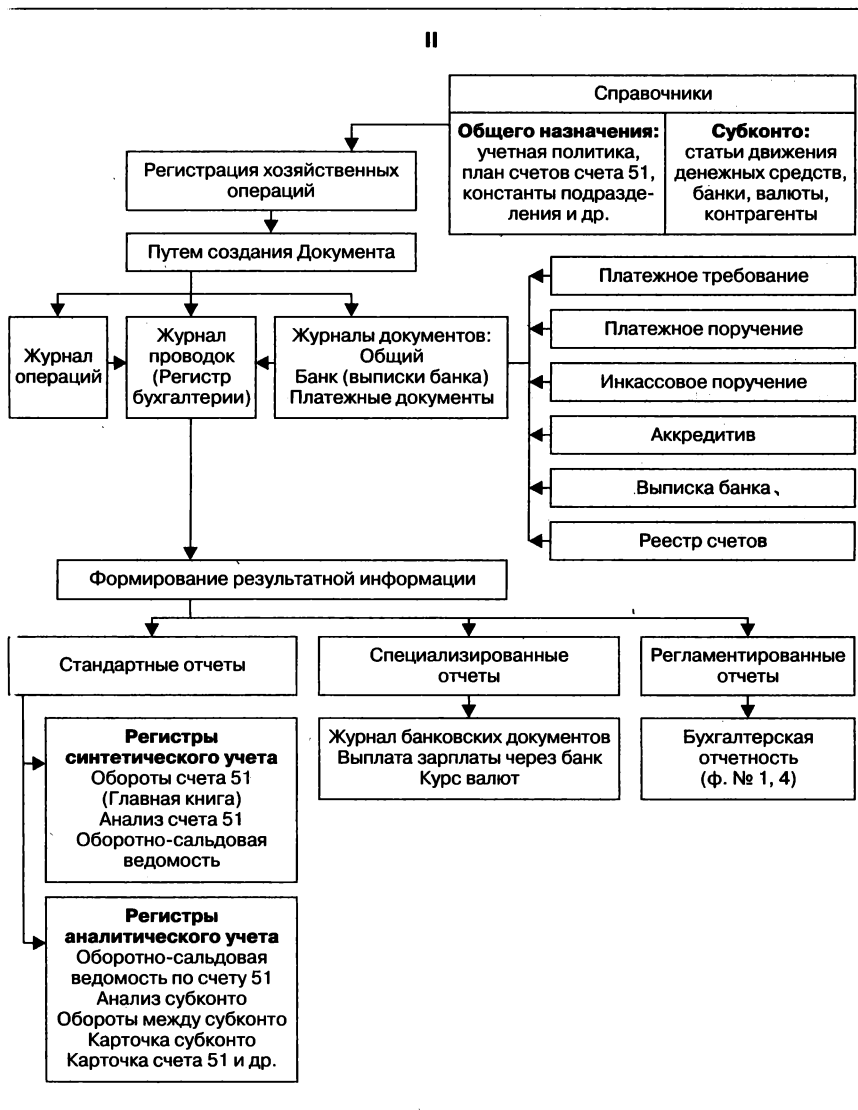 II
Справочники
Общего назначения:
учетная политика,
план счетов счета 51,
константы подразде-
ления и др.
Субконто:
статьи движения
денежных средств,
банки, валюты,
контрагенты
Регистрация хозяйственных
операций
Путем создания Документа
Журнал
операций
Журнал
проводок
(Регистр
бухгалтерии)
Журналы документов:
Общий
Банк (выписки банка)
Платежные документы
Платежное требование
Платежное поручение
Инкассовое поручение
Аккредитив
Выписка банка
Реестр счетов
Формирование результатной информации
Стандартные отчеты
Специализированные
отчеты
Регламентированные
отчеты
Регистры
синтетического учета
Обороты счета 51
(Главная книга)
Анализ счета 51
Оборотно-сальдовая
ведомость
Журнал банковских документов
Выплата зарплаты через банк
Курс валют
Бухгалтерская
отчетность
(ф. № 1, 4)
Регистры
аналитического учета
Оборотно-сальдовая
ведомость по счету 51
Анализ субконто
Обороты между субконто
Карточка субконто
Карточка счета 51 и др.